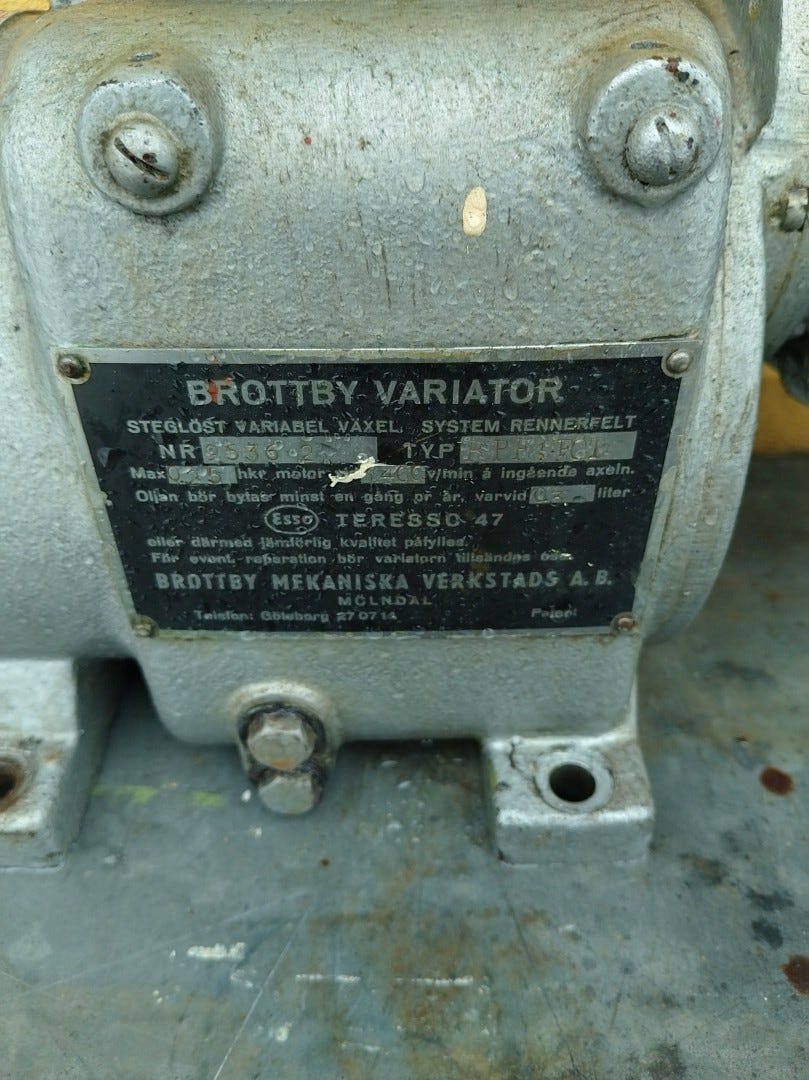 BROTTBY VARIATOR
STEGLÖST VARIABEL VÄXEL, SYSTEM RENNERFELT
NR TYP
Max hkr motor v/min å ingående axeln.
Oljan bör bytas minst en gång pr år, varvid liter
Esso TERESSO 47
eller därmed jämförlig kvalitet påfylles.
För event. reparation bör variatorn tillsändas oss.
BROTTBY MEKANISKA VERKSTADS A.B.
MÖLNDAL
Telefon: Göteborg 27 07 14 Patent